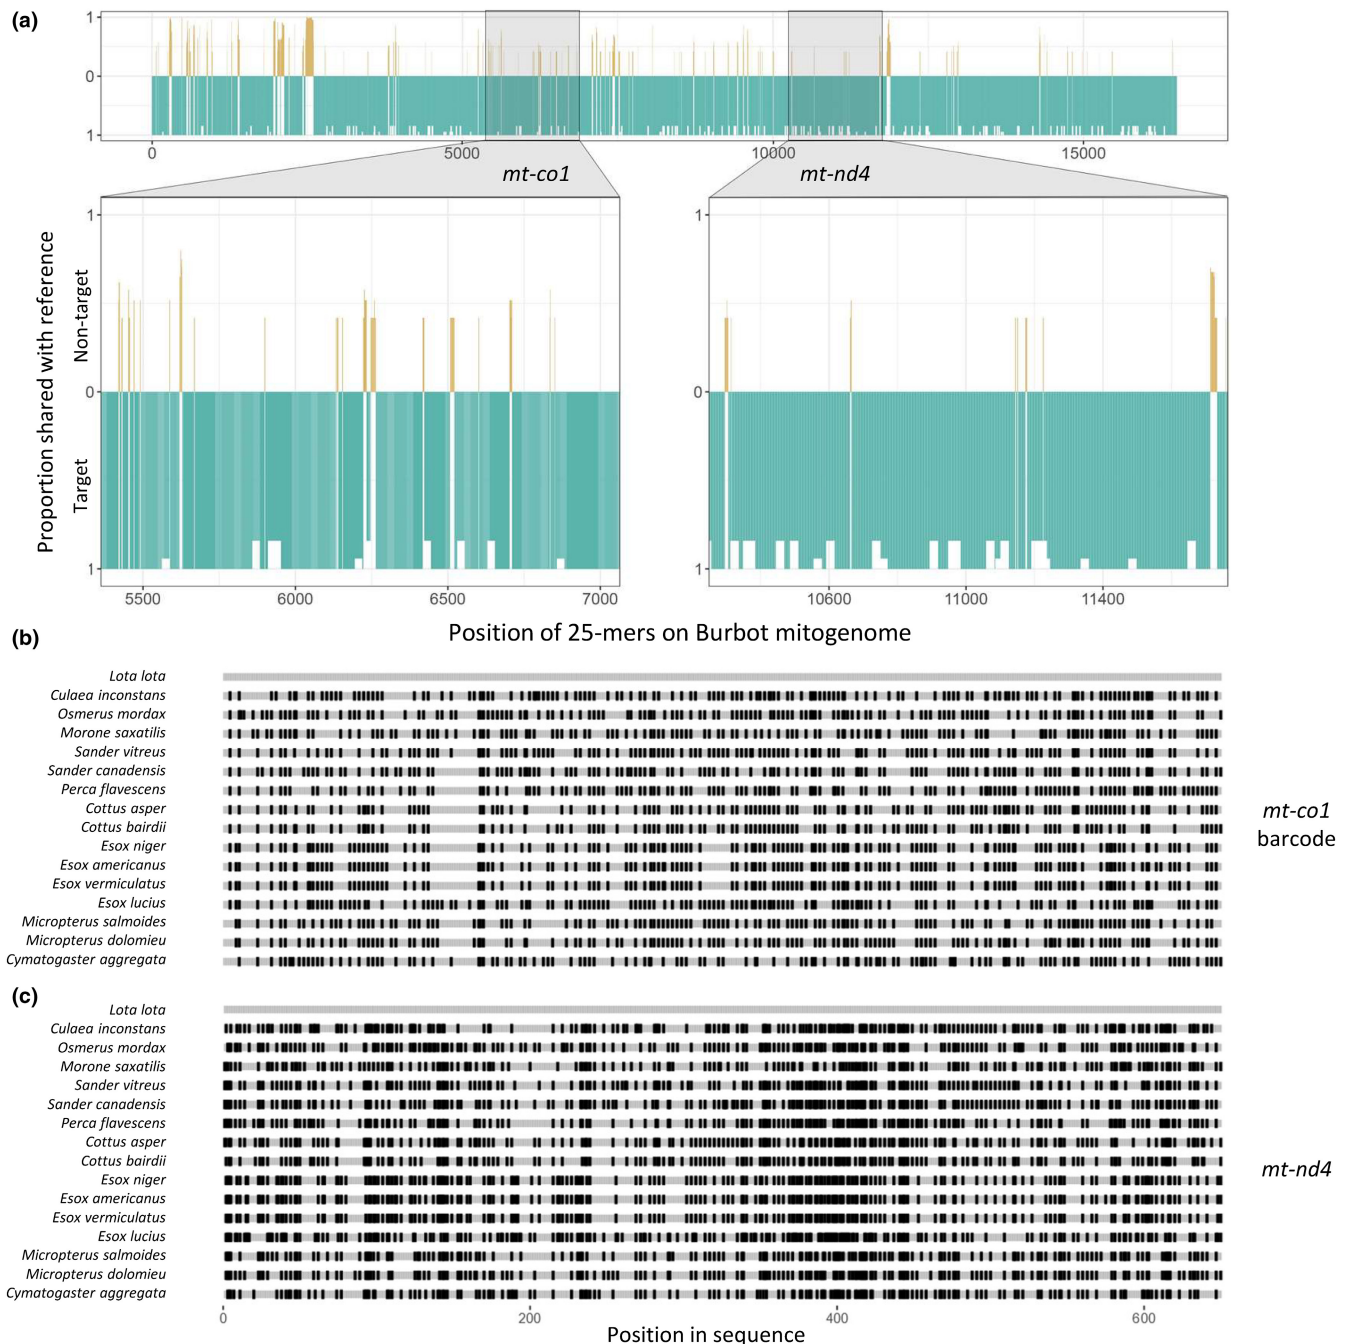 (a)
1
0
1
0
5000
10000
15000
mt-co1
mt-nd4
Proportion shared with reference
Non-target
Target
1
0
1
5500
6000
6500
7000
1
0
1
10600
11000
11400
Position of 25-mers on Burbot mitogenome
(b)
Lota lota
Culaea inconstans
Osmerus mordax
Morone saxatilis
Sander vitreus
Sander canadensis
Perca flavescens
Cottus asper
Cottus bairdii
Esox niger
Esox americanus
Esox vermiculatus
Esox lucius
Micropterus salmoides
Micropterus dolomieu
Cymatogaster aggregata
mt-co1
barcode
(c)
Lota lota
Culaea inconstans
Osmerus mordax
Morone saxatilis
Sander vitreus
Sander canadensis
Perca flavescens
Cottus asper
Cottus bairdii
Esox niger
Esox americanus
Esox vermiculatus
Esox lucius
Micropterus salmoides
Micropterus dolomieu
Cymatogaster aggregata
mt-nd4
0
200
400
600
Position in sequence